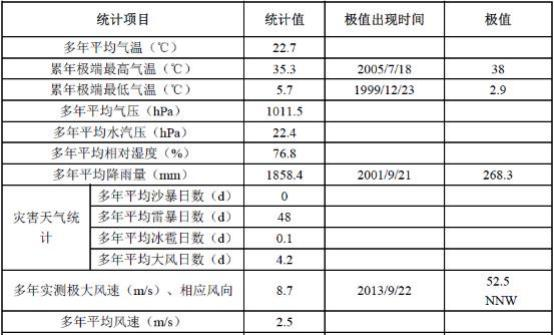 统计项目 统计值 极值出现时间 极值
多年平均气温（℃） 22.7
累年极端最高气温（℃） 35.3 2005/7/18 38
累年极端最低气温（℃） 5.7 1999/12/23 2.9
多年平均气压（hPa） 1011.5
多年平均水汽压（hPa） 22.4
多年平均相对湿度（%） 76.8
多年平均降雨量（mm） 1858.4 2001/9/21 268.3
灾害天气统计 多年平均沙暴日数（d） 0
多年平均雷暴日数（d） 48
多年平均冰雹日数（d） 0.1
多年平均大风日数（d） 4.2
多年实测极大风速（m/s）、相应风向 8.7 2013/9/22 52.5
NNW
多年平均风速（m/s） 2.5